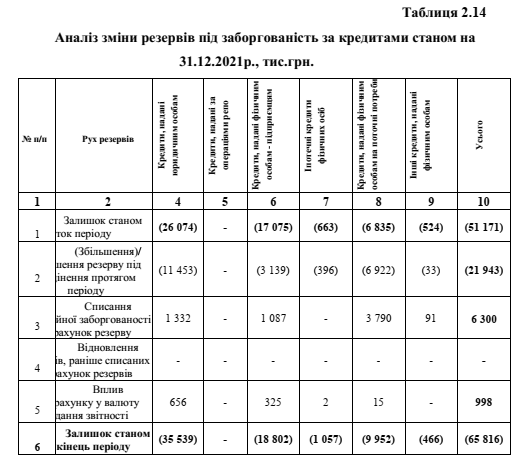 Таблиця 2.14
Аналіз зміни резервів під заборгованість за кредитами станом на
31.12.2021р., тис.грн.
№ п/п | Рух резервів | Кредити, надані юридичним особам | Кредити, надані за операціями репо | Кредити, надані фізичним особам - підприємцям | Іпотечні кредити фізичних осіб | Кредити, надані фізичним особам на поточні потреби | Інші кредити, надані фізичним особам | Усього
1 | 2 | 4 | 5 | 6 | 7 | 8 | 9 | 10
1 | Залишок станом ток періоду | (26 074) | - | (17 075) | (663) | (6 835) | (524) | (51 171)
2 | (Збільшення)/ шення резерву під дінення протягом періоду | (11 453) | - | (3 139) | (396) | (6 922) | (33) | (21 943)
3 | Списання йної заборгованості рахунок резерву | 1 332 | - | 1 087 | - | 3 790 | 91 | 6 300
4 | Відновлення ів, раніше списаних рахунок резервів | - | - | - | - | - | - | -
5 | Вплив рахунку у валюту дання звітності | 656 | - | 325 | 2 | 15 | - | 998
6 | Залишок станом кінець періоду | (35 539) | - | (18 802) | (1 057) | (9 952) | (466) | (65 816)